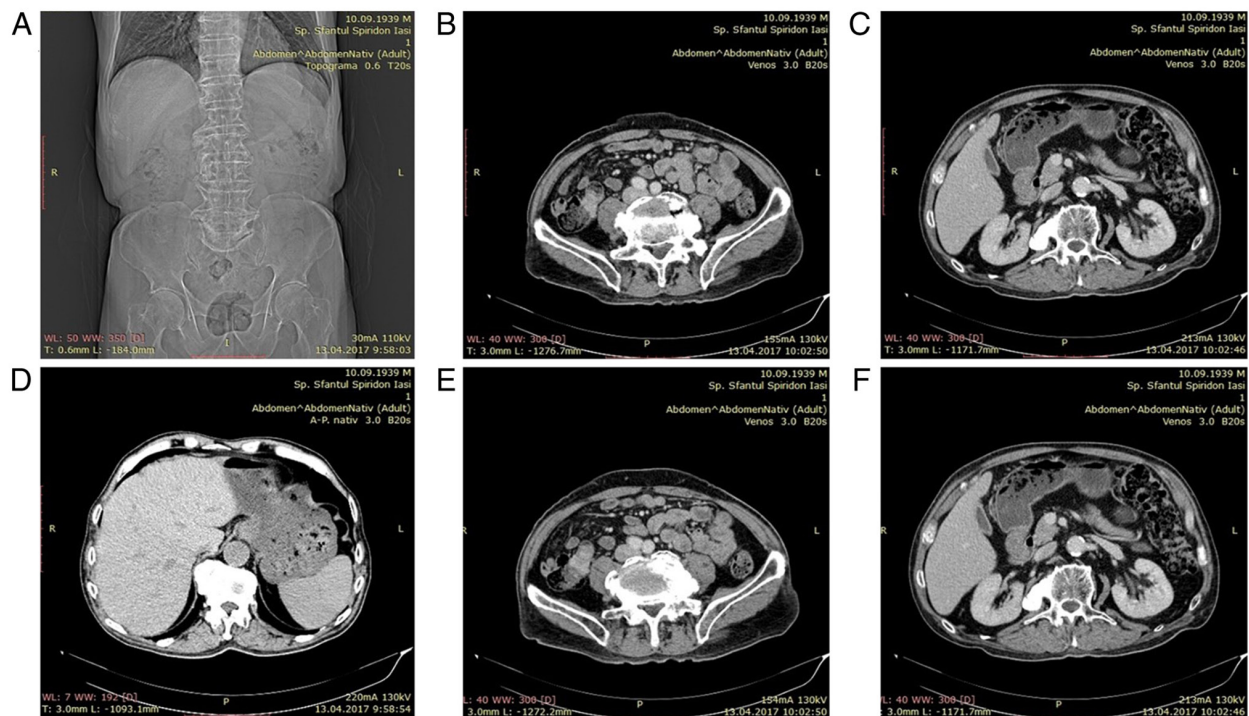 A
10.09.1939 M
Sp. Sfantul Spiridon Iasi
1
Abdomen^AbdomenNativ (Adult)
Topograma 0.6 T20s
R
L
WL: 50 WW: 350 [D]
T: 0.6mm L: -184.0mm
I
30mA 110kV
13.04.2017 9:58:03
B
10.09.1939 M
Sp. Sfantul Spiridon Iasi
1
Abdomen^AbdomenNativ (Adult)
Venos 3.0 B20s
R
L
WL: 40 WW: 300 [D]
T: 3.0mm L: -1276.7mm
P
155mA 130kV
13.04.2017 10:02:50
C
10.09.1939 M
Sp. Sfantul Spiridon Iasi
1
Abdomen^AbdomenNativ (Adult)
Venos 3.0 B20s
R
L
WL: 40 WW: 300 [D]
T: 3.0mm L: -1171.7mm
P
213mA 130kV
13.04.2017 10:02:46
D
10.09.1939 M
Sp. Sfantul Spiridon Iasi
1
Abdomen^AbdomenNativ (Adult)
A-P. nativ 3.0 B20s
R
L
WL: 7 WW: 192 [D]
T: 3.0mm L: -1093.1mm
P
220mA 130kV
13.04.2017 9:58:54
E
10.09.1939 M
Sp. Sfantul Spiridon Iasi
1
Abdomen^AbdomenNativ (Adult)
Venos 3.0 B20s
R
L
L: 40 WW: 300 [D]
3.0mm L: -1272.2mm
P
154mA 130kV
13.04.2017 10:02:50
F
10.09.1939 M
Sp. Sfantul Spiridon Iasi
1
Abdomen^AbdomenNativ (Adult)
Venos 3.0 B20s
R
L
L: 40 WW: 300 [D]
3.0mm L: -1171.7mm
P
213mA 130kV
13.04.2017 10:02:46